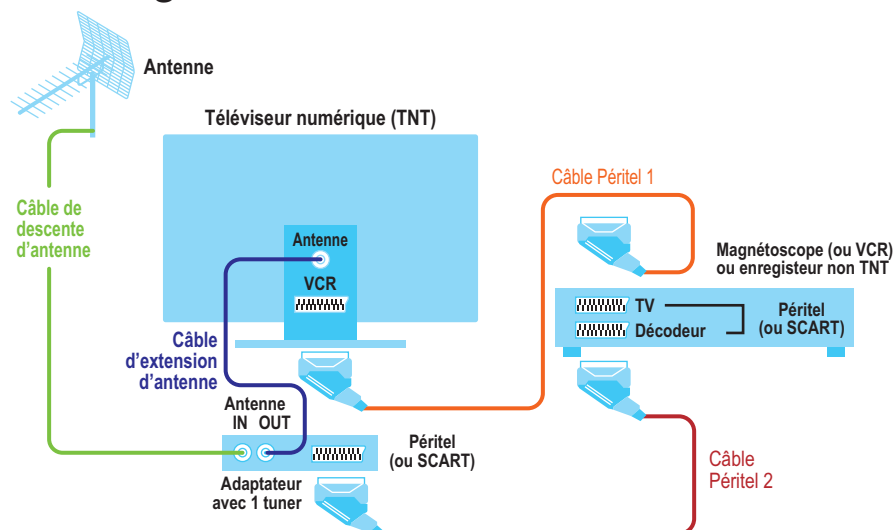 g
Antenne
Téléviseur numérique (TNT)
Câble Péritel 1
Câble de
descente
d’antenne
Antenne
VCR
Magnétoscope (ou VCR)
ou enregisteur non TNT
TV
Décodeur
Péritel
(ou SCART)
Câble
d’extension
d’antenne
Antenne
IN OUT
Péritel
(ou SCART)
Adaptateur
avec 1 tuner
Câble
Péritel 2